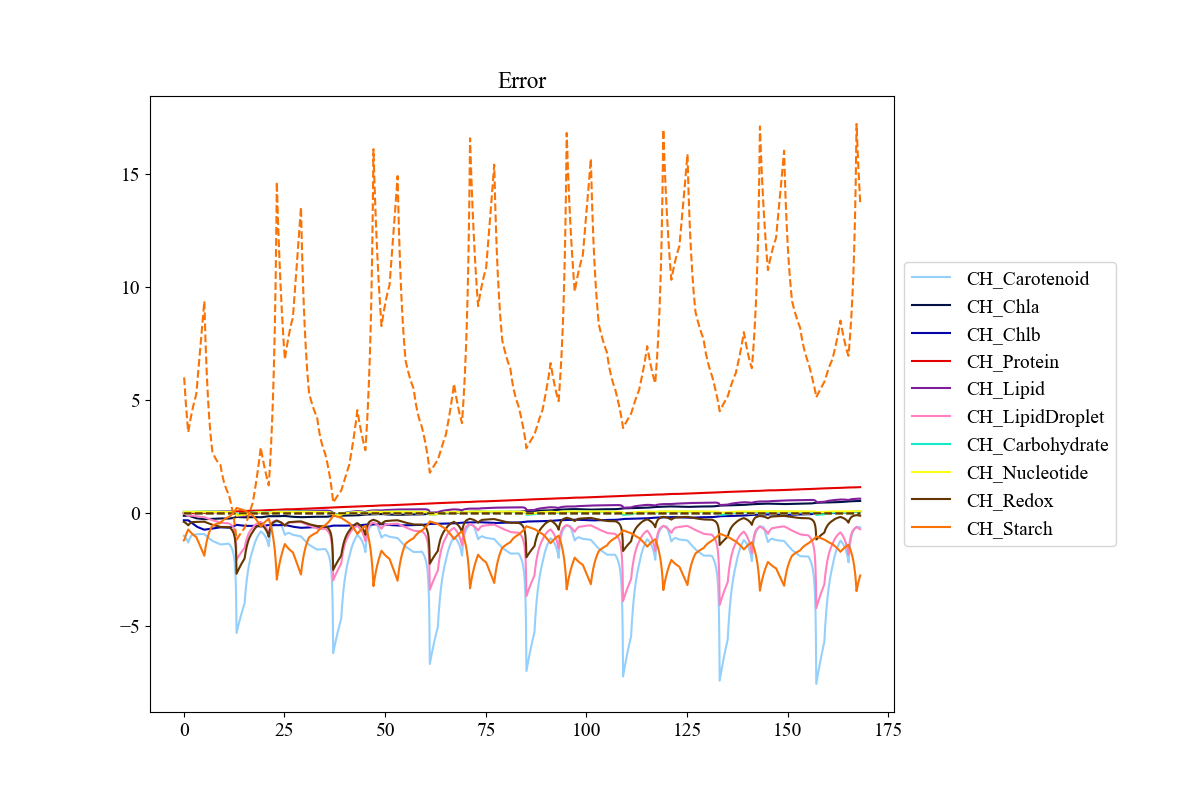 Error
15
10
5
0
−5
0 25 50 75 100 125 150 175
CH_Carotenoid
CH_Chla
CH_Chlb
CH_Protein
CH_Lipid
CH_LipidDroplet
CH_Carbohydrate
CH_Nucleotide
CH_Redox
CH_Starch